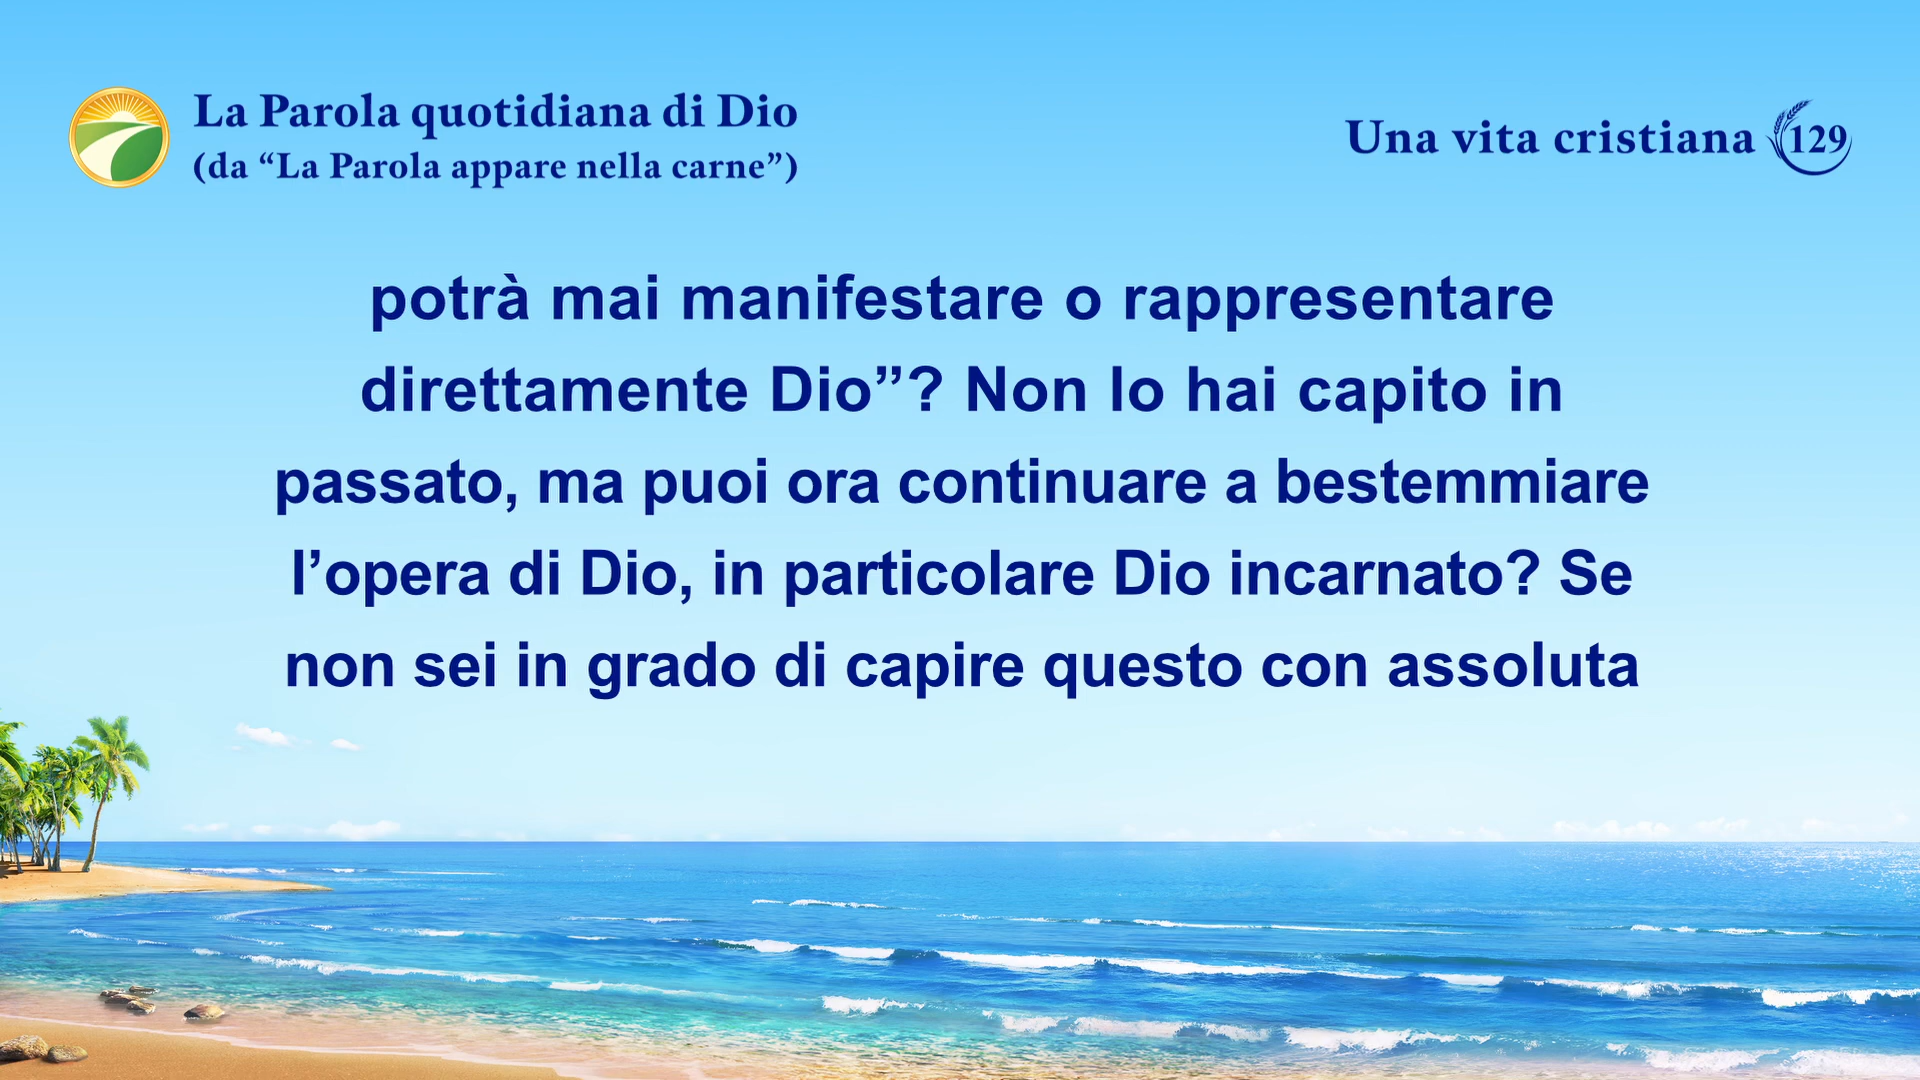 La Parola quotidiana di Dio
(da “La Parola appare nella carne”)
Una vita cristiana 129
potrà mai manifestare o rappresentare
direttamente Dio”? Non lo hai capito in
passato, ma puoi ora continuare a bestemmiare
l’opera di Dio, in particolare Dio incarnato? Se
non sei in grado di capire questo con assoluta